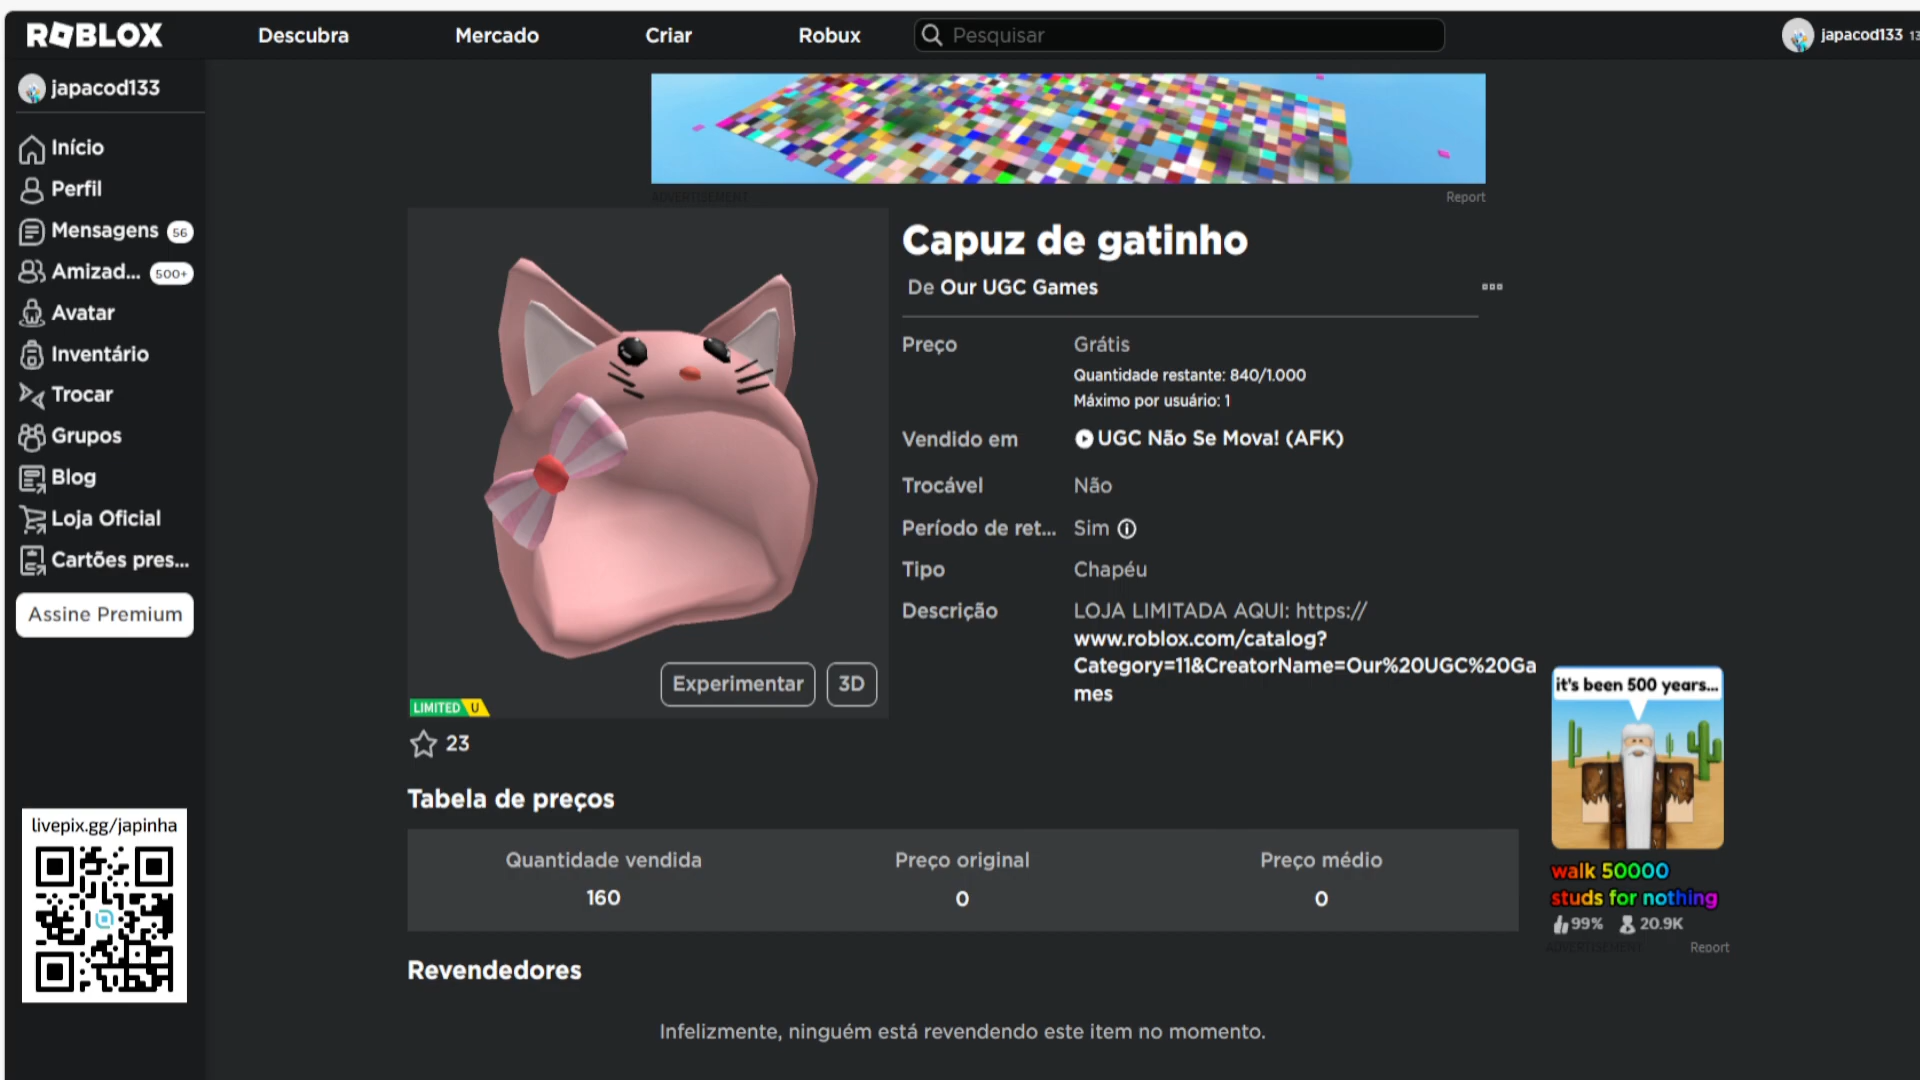 ROBLOX
Descubra
Mercado
Criar
Robux
Pesquisar
japacod133
japacod133
Início
Perfil
Mensagens 56
Amizad... 500+
Avatar
Inventário
Trocar
Grupos
Blog
Loja Oficial
Cartões pres...
Assine Premium
livepix.gg/japinha
ADVERTISEMENT
Report
Capuz de gatinho
De Our UGC Games
Preço
Grátis
Quantidade restante: 840/1.000
Máximo por usuário: 1
Vendido em
UGC Não Se Mova! (AFK)
Trocável
Não
Período de ret...
Sim
Tipo
Chapéu
Descrição
LOJA LIMITADA AQUI: https://
www.roblox.com/catalog?
Category=11&CreatorName=Our%20UGC%20Ga
mes
Experimentar
3D
LIMITED U
23
Tabela de preços
Quantidade vendida
160
Preço original
0
Preço médio
0
Revendedores
Infelizmente, ninguém está revendendo este item no momento.
it's been 500 years...
walk 50000
studs for nothing
99% 20.9K
ADVERTISEMENT
Report